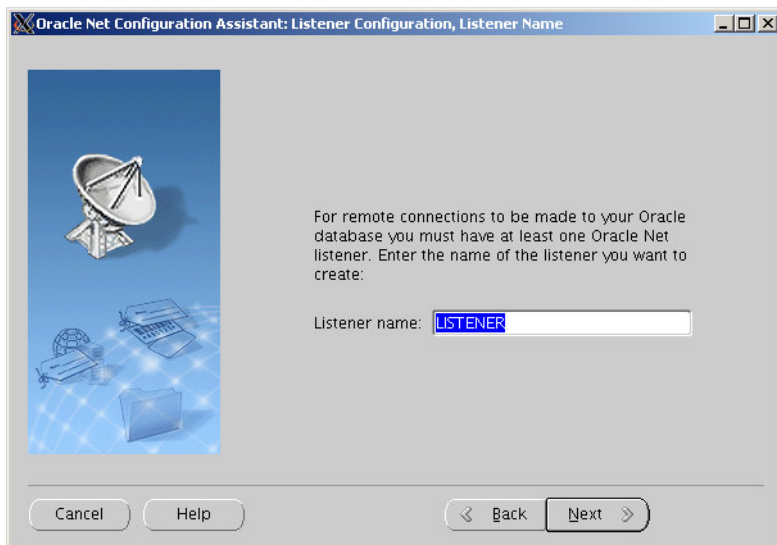 Oracle Net Configuration Assistant: Listener Configuration, Listener Name
For remote connections to be made to your Oracle
database you must have at least one Oracle Net
listener. Enter the name of the listener you want to
create:
Listener name: LISTENER
Cancel Help Back Next